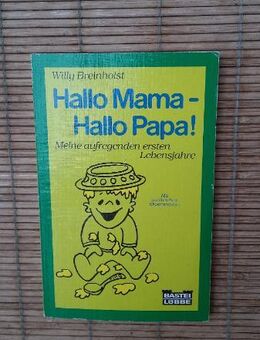 Willy Breinholst
Hallo Mama -
Hallo Papa!
Meine aufregenden ersten
Lebensjahre
BASTEI
LÜBBE